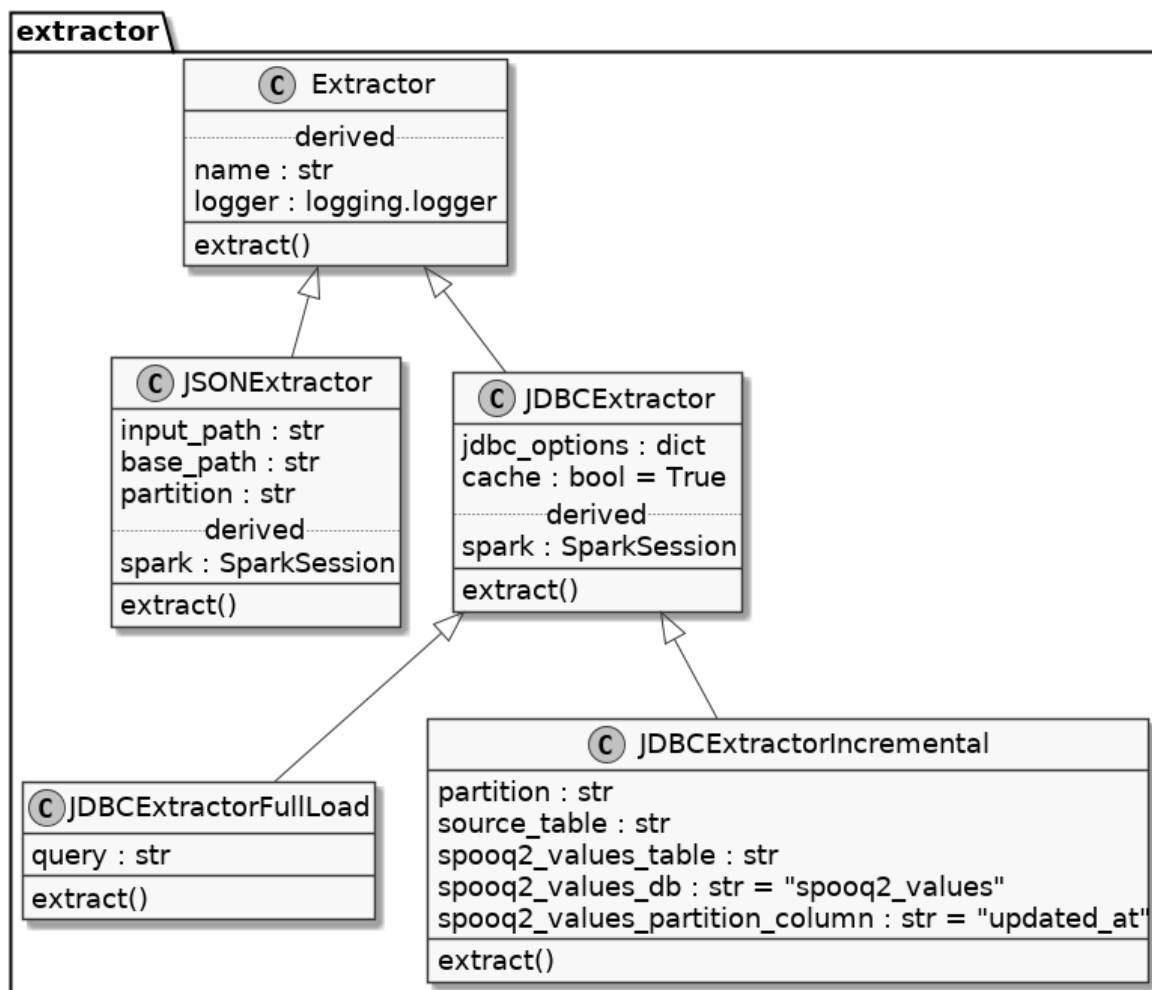 extractor
C Extractor
derived
name : str
logger : logging.logger
extract()
C JSONExtractor
input_path : str
base_path : str
partition : str
derived
spark : SparkSession
extract()
C JDBCExtractor
jdbc_options : dict
cache : bool = True
derived
spark : SparkSession
extract()
C JDBCExtractorFullLoad
query : str
extract()
C JDBCExtractorIncremental
partition : str
source_table : str
spooq2_values_table : str
spooq2_values_db : str = "spooq2_values"
spooq2_values_partition_column : str = "updated_at"
extract()